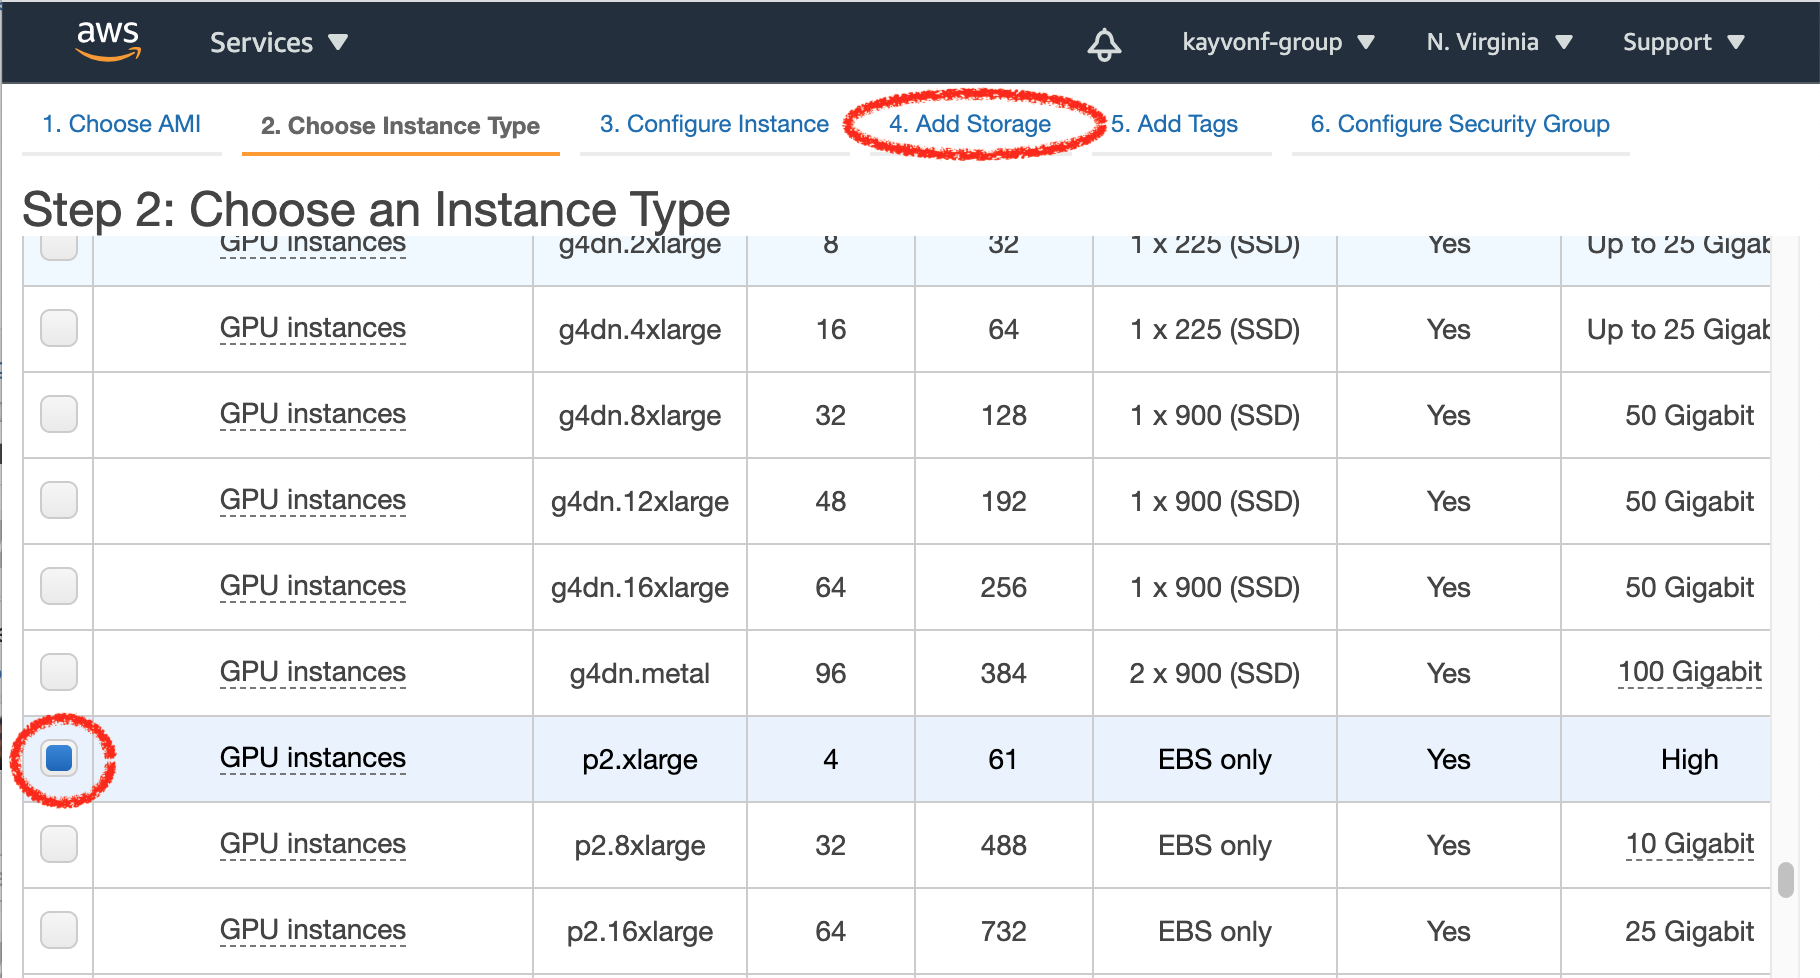 aws Services kayvonf-group N. Virginia Support
1. Choose AMI 2. Choose Instance Type 3. Configure Instance 4. Add Storage 5. Add Tags 6. Configure Security Group
Step 2: Choose an Instance Type
GPU instances g4dn.2xlarge 8 32 1 x 225 (SSD) Yes Up to 25 Gigab
GPU instances g4dn.4xlarge 16 64 1 x 225 (SSD) Yes Up to 25 Gigab
GPU instances g4dn.8xlarge 32 128 1 x 900 (SSD) Yes 50 Gigabit
GPU instances g4dn.12xlarge 48 192 1 x 900 (SSD) Yes 50 Gigabit
GPU instances g4dn.16xlarge 64 256 1 x 900 (SSD) Yes 50 Gigabit
GPU instances g4dn.metal 96 384 2 x 900 (SSD) Yes 100 Gigabit
GPU instances p2.xlarge 4 61 EBS only Yes High
GPU instances p2.8xlarge 32 488 EBS only Yes 10 Gigabit
GPU instances p2.16xlarge 64 732 EBS only Yes 25 Gigabit